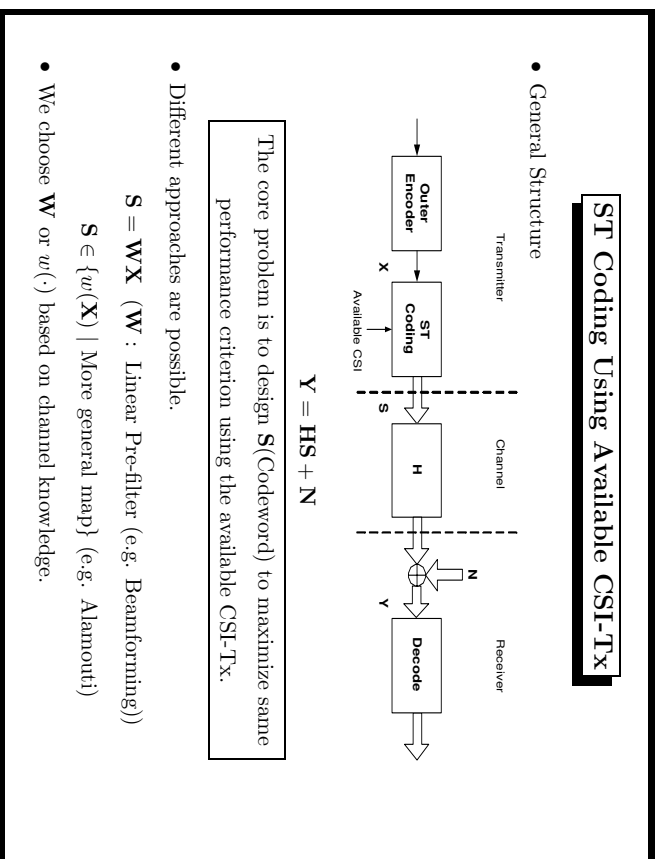 ST Coding Using Available CSI-Tx
• General Structure
Transmitter
Channel
Receiver
Outer
Encoder
X
ST
Coding
Available CSI
S
H
N
Y
Decode
Y = HS + N
The core problem is to design S(Codeword) to maximize same
performance criterion using the available CSI-Tx.
• Different approaches are possible.
S = WX (W : Linear Pre-filter (e.g. Beamforming))
S ∈ {w(X) | More general map} (e.g. Alamouti)
• We choose W or w(·) based on channel knowledge.